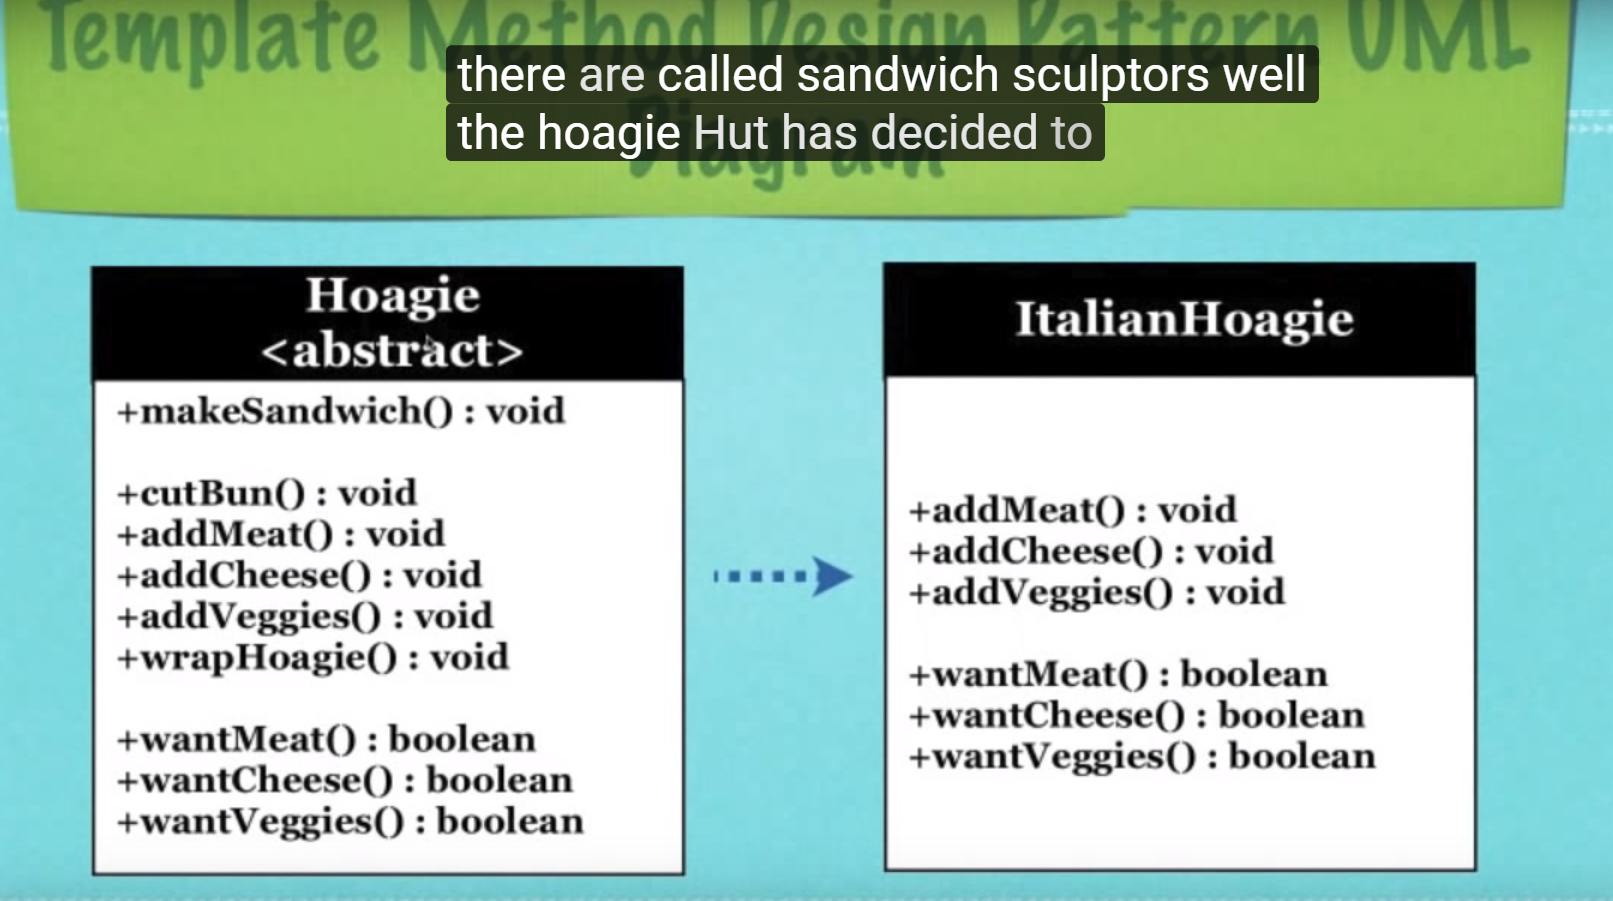 Template Method Design Pattern UML
Diagram
there are called sandwich sculptors well
the hoagie Hut has decided to
Hoagie
<abstract>
+makeSandwich() : void
+cutBun() : void
+addMeat() : void
+addCheese() : void
+addVeggies() : void
+wrapHoagie() : void
+wantMeat() : boolean
+wantCheese() : boolean
+wantVeggies() : boolean
ItalianHoagie
+addMeat() : void
+addCheese() : void
+addVeggies() : void
+wantMeat() : boolean
+wantCheese() : boolean
+wantVeggies() : boolean